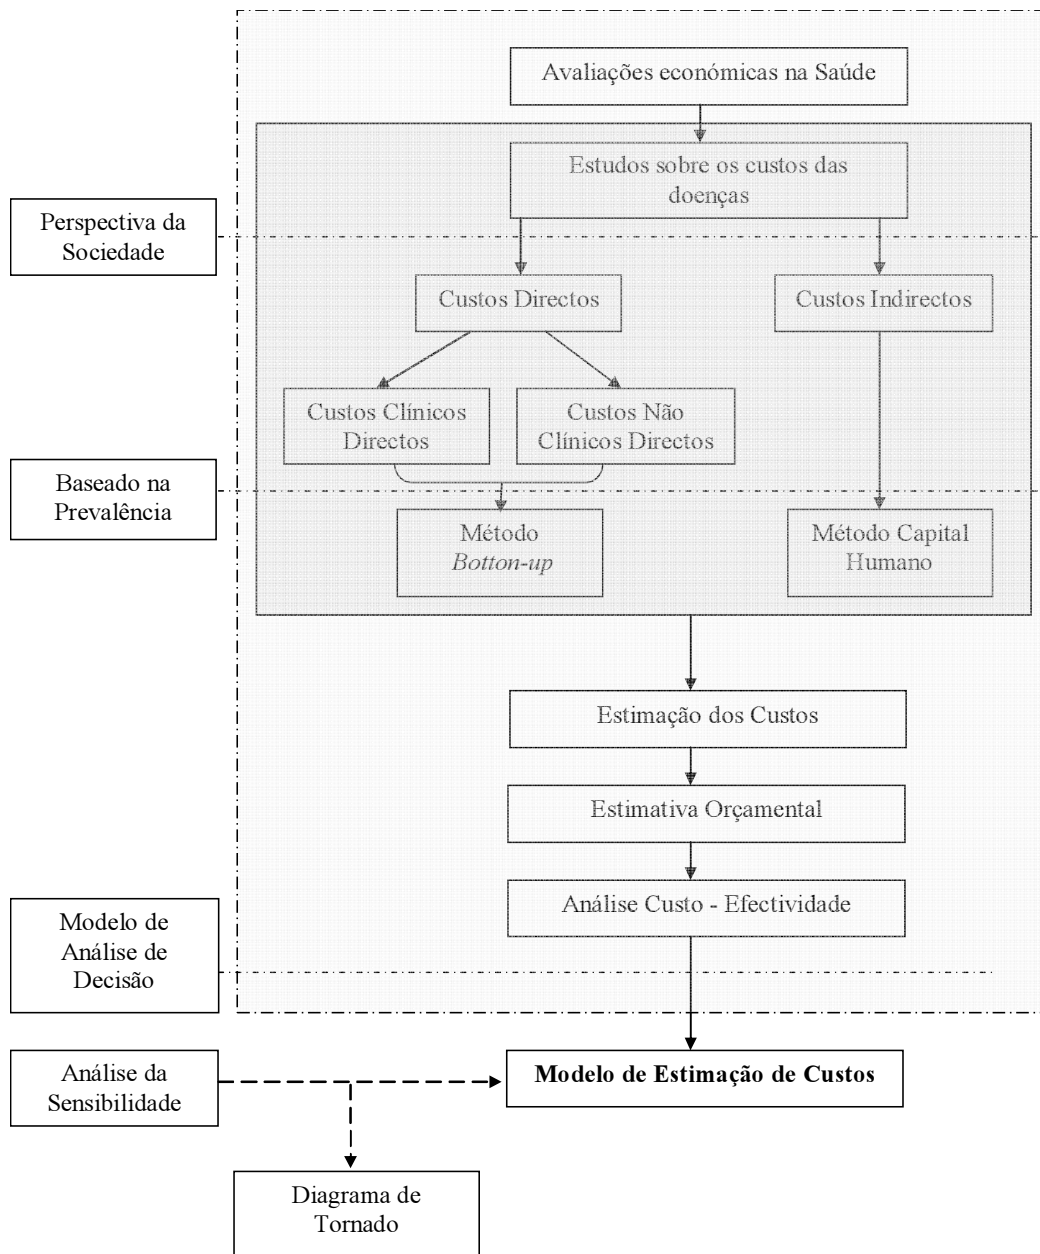 Avaliações económicas na Saúde
Estudos sobre os custos das
doenças
Perspectiva da
Sociedade
Custos Directos
Custos Indirectos
Custos Clínicos
Directos
Custos Não
Clínicos Directos
Baseado na
Prevalência
Método
Botton-up
Método Capital
Humano
Estimação dos Custos
Estimativa Orçamental
Análise Custo - Efectividade
Modelo de
Análise de
Decisão
Análise da
Sensibilidade
Modelo de Estimação de Custos
Diagrama de
Tornado